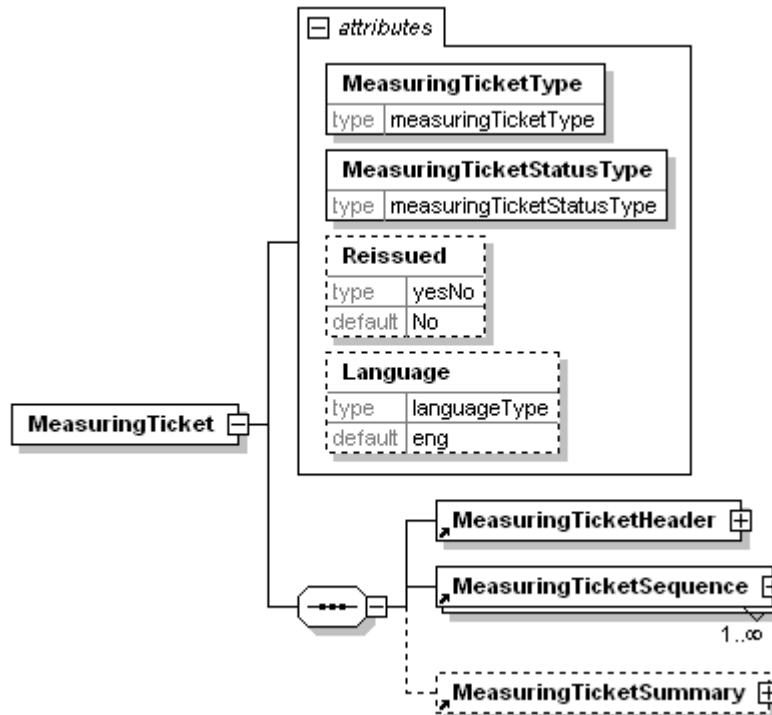 attributes
MeasuringTicketType
type measuringTicketType
MeasuringTicketStatusType
type measuringTicketStatusType
Reissued
type yesNo
default No
Language
type languageType
default eng
MeasuringTicket
MeasuringTicketHeader
MeasuringTicketSequence
1..∞
MeasuringTicketSummary